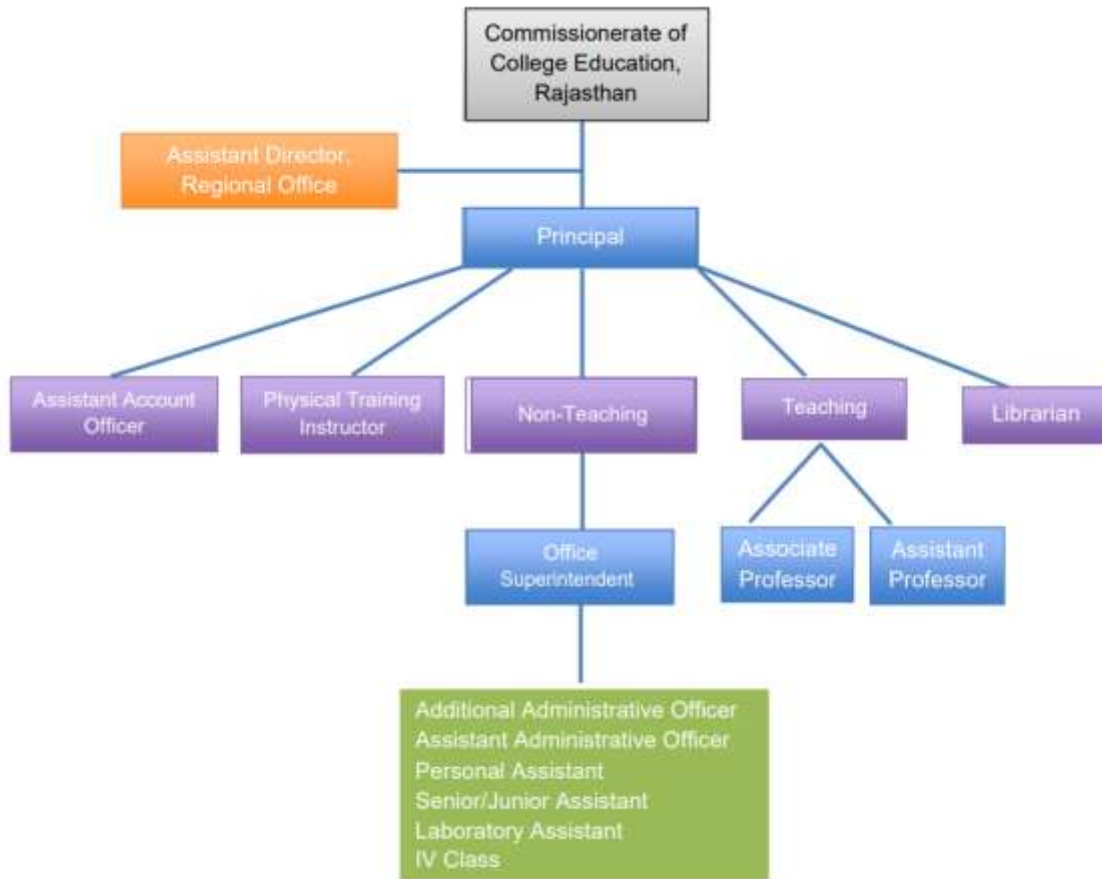 Commissionerate of
College Education,
Rajasthan
Assistant Director,
Regional Office
Principal
Assistant Account
Officer
Physical Training
Instructor
Non-Teaching
Teaching
Librarian
Office
Superintendent
Associate
Professor
Assistant
Professor
Additional Administrative Officer
Assistant Administrative Officer
Personal Assistant
Senior/Junior Assistant
Laboratory Assistant
IV Class